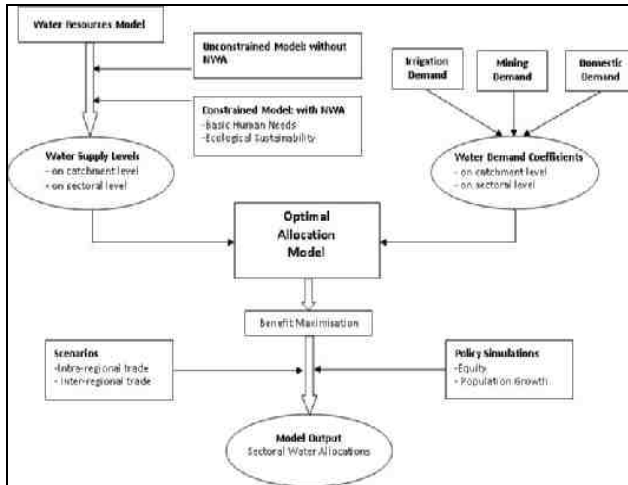 Water Resources Model
Unconstrained Model: without
NWA
Constrained Model: with NWA
-Basic Human Needs
-Ecological Sustainability
Irrigation
Demand
Mining
Demand
Domestic
Demand
Water Supply Levels
- on catchment level
- on sectoral level
Water Demand Coefficients
- on catchment level
- on sectoral level
Optimal
Allocation
Model
Benefit Maximisation
Scenarios
-Intra-regional trade
- Inter-regional trade
Policy Simulations
-Equity
- Population Growth
Model Output
Sectoral Water Allocations